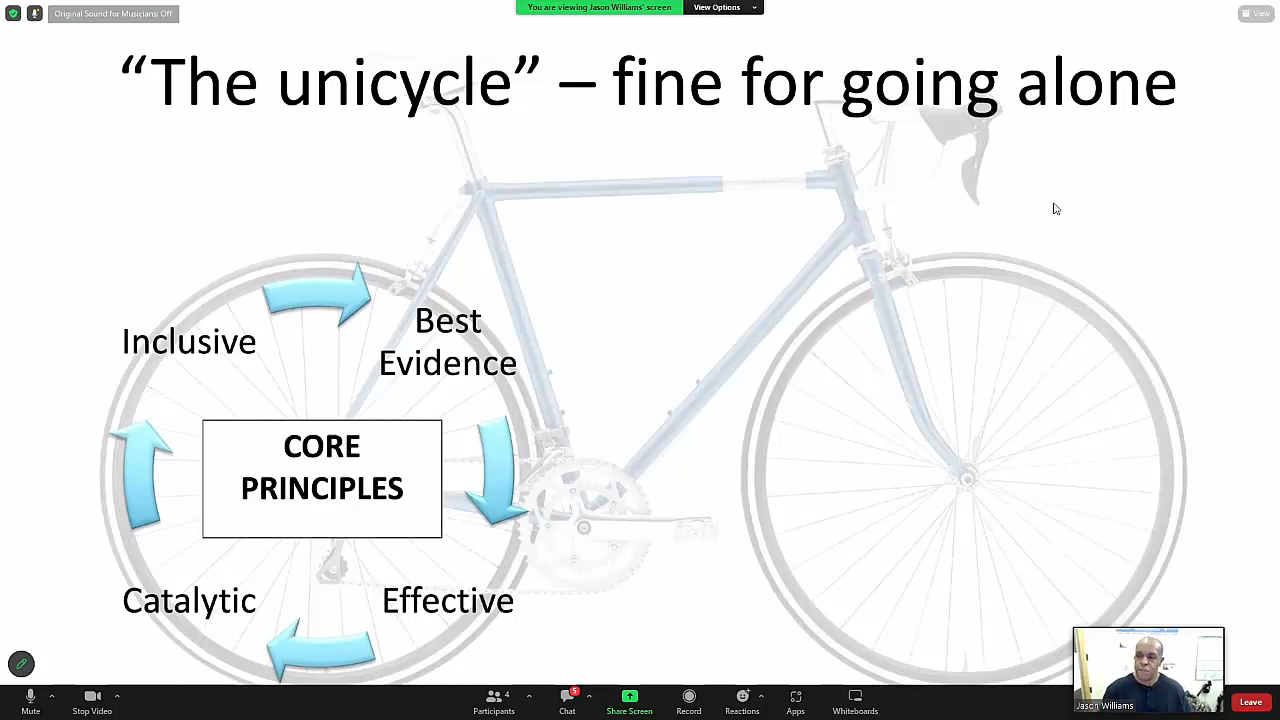 Original Sound for Musicians: Off
You are viewing Jason Williams' screen
View Options
View
“The unicycle” – fine for going alone
Inclusive
Best
Evidence
CORE
PRINCIPLES
Catalytic
Effective
Jason Williams
Mute
Stop Video
4
Participants
5
Chat
Share Screen
Record
Reactions
Apps
Whiteboards
Leave